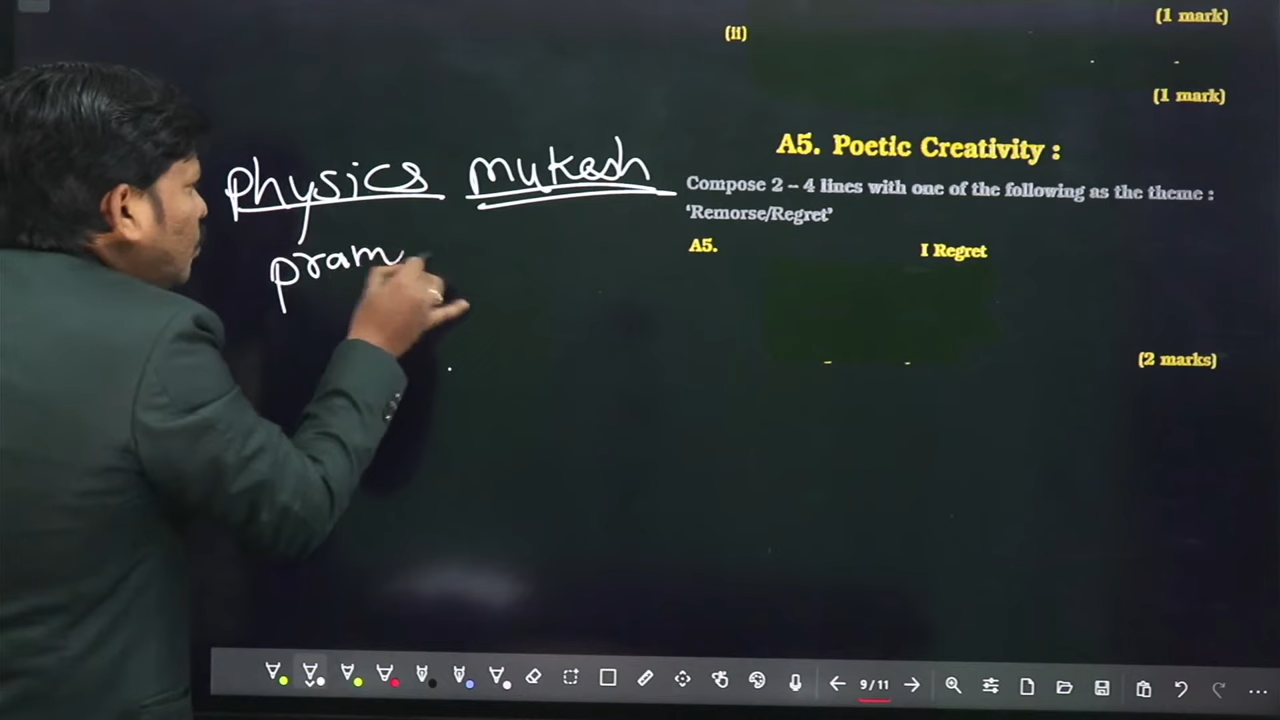 (1 mark)
(ii)
(1 mark)
A5. Poetic Creativity :
Compose 2 – 4 lines with one of the following as the theme :
‘Remorse/Regret’
A5. I Regret
(2 marks)
physics mukesh
pram
9/11